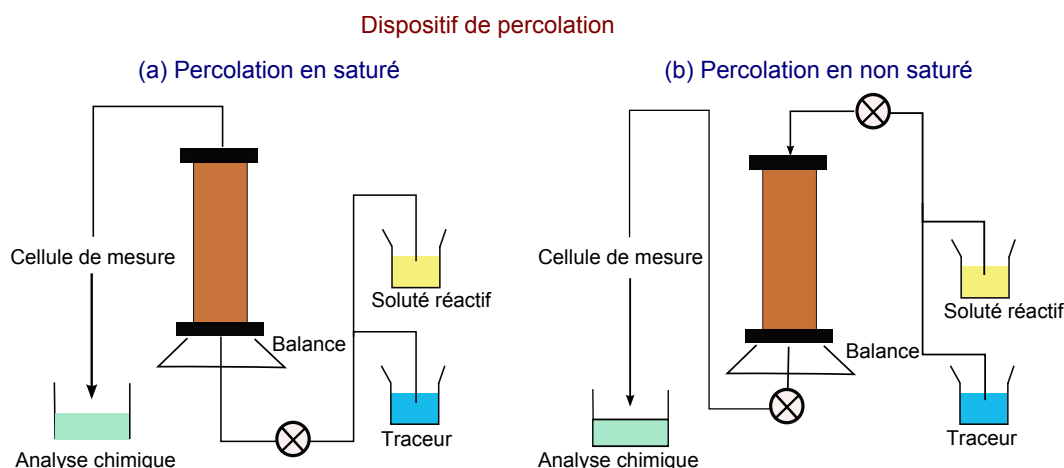 Dispositif de percolation
(a) Percolation en saturé
Cellule de mesure
Soluté réactif
Balance
Traceur
Analyse chimique
(b) Percolation en non saturé
Cellule de mesure
Soluté réactif
Balance
Traceur
Analyse chimique